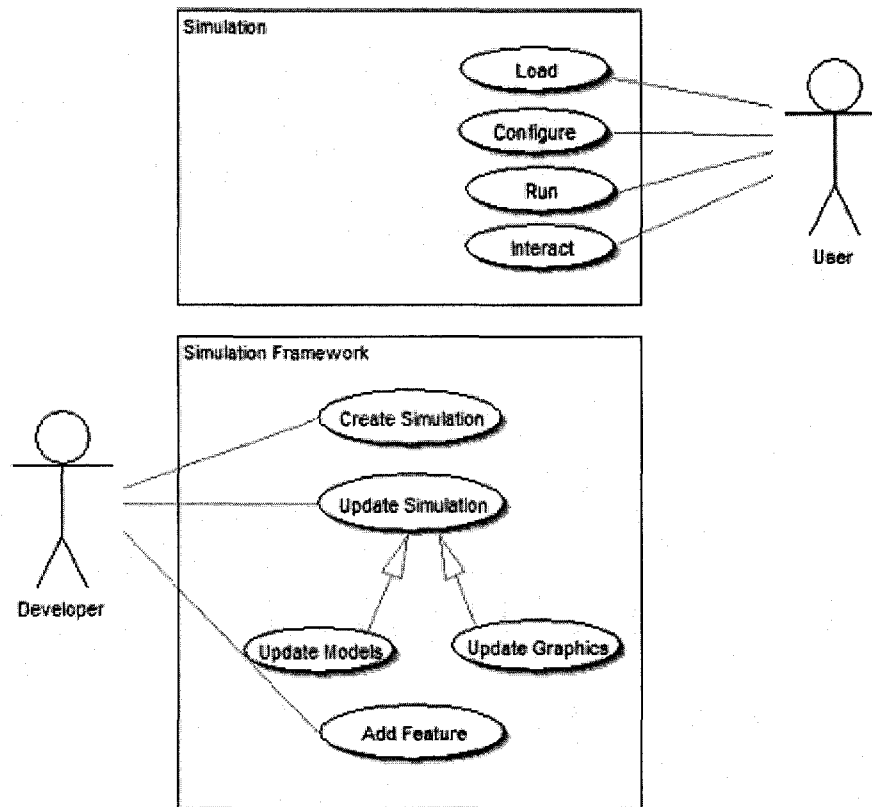 Simulation
Load
Configure
Run
Interact
User
Simulation Framework
Create Simulation
Update Simulation
Developer
Update Models
Update Graphics
Add Feature